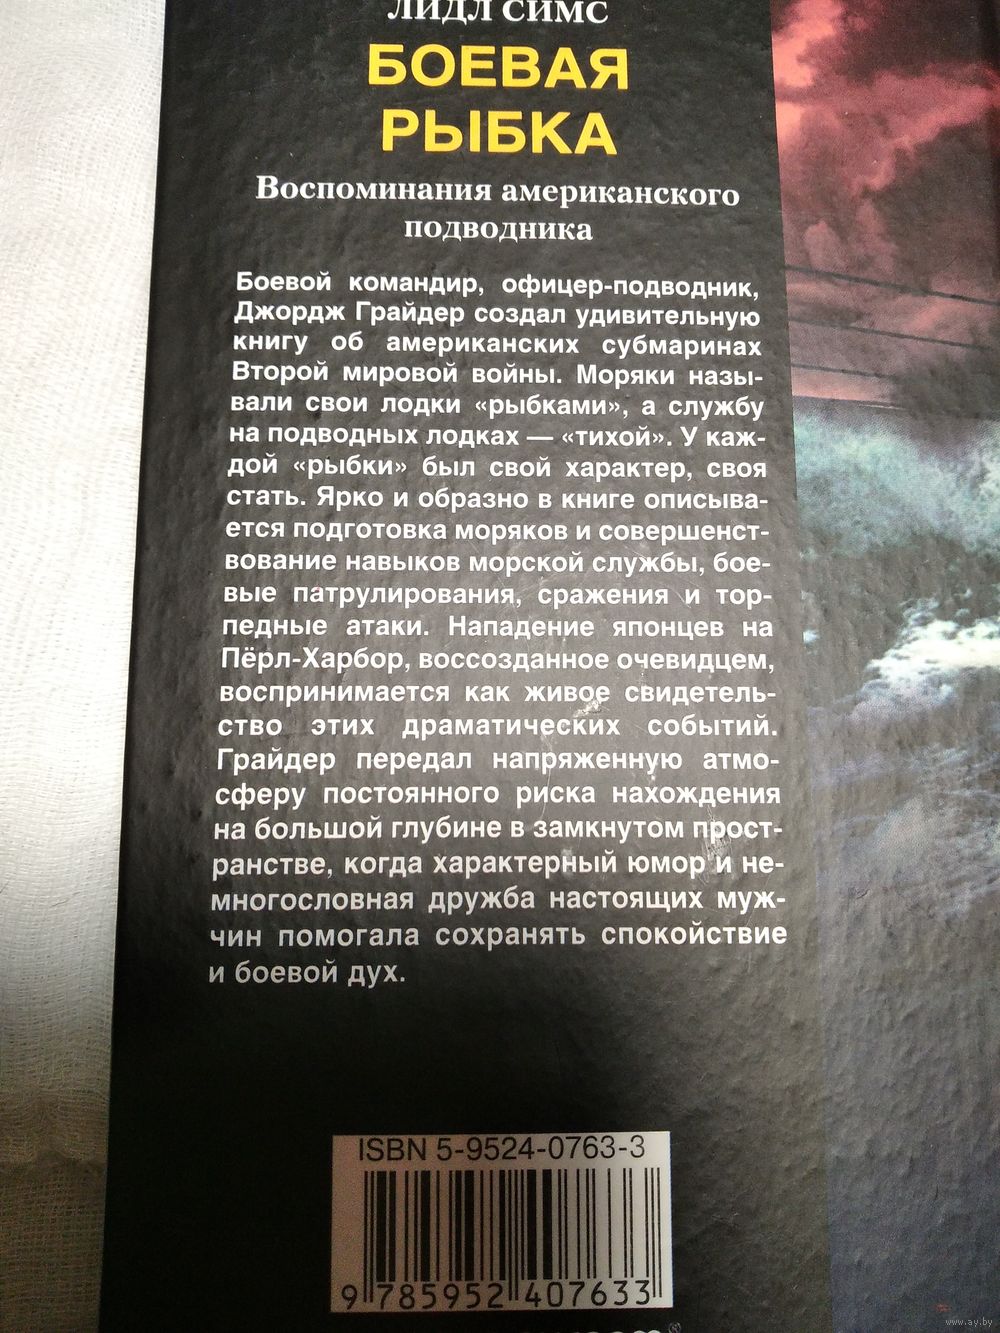 ЛИДЛ СИМС
БОЕВАЯ
РЫБКА
Воспоминания американского
подводника
Боевой командир, офицер-подводник,
Джордж Грайдер создал удивительную
книгу об американских субмаринах
Второй мировой войны. Моряки назы-
вали свои лодки «рыбками», а службу
на подводных лодках — «тихой». У каж-
дой «рыбки» был свой характер, своя
стать. Ярко и образно в книге описыва-
ется подготовка моряков и совершенст-
вование навыков морской службы, бое-
вые патрулирования, сражения и тор-
педные атаки. Нападение японцев на
Пёрл-Харбор, воссозданное очевидцем,
воспринимается как живое свидетель-
ство этих драматических событий.
Грайдер передал напряженную атмо-
сферу постоянного риска нахождения
на большой глубине в замкнутом прост-
ранстве, когда характерный юмор и не-
многословная дружба настоящих муж-
чин помогала сохранять спокойствие
и боевой дух.
ISBN 5-9524-0763-3
9 785952 407633
www.ay.by